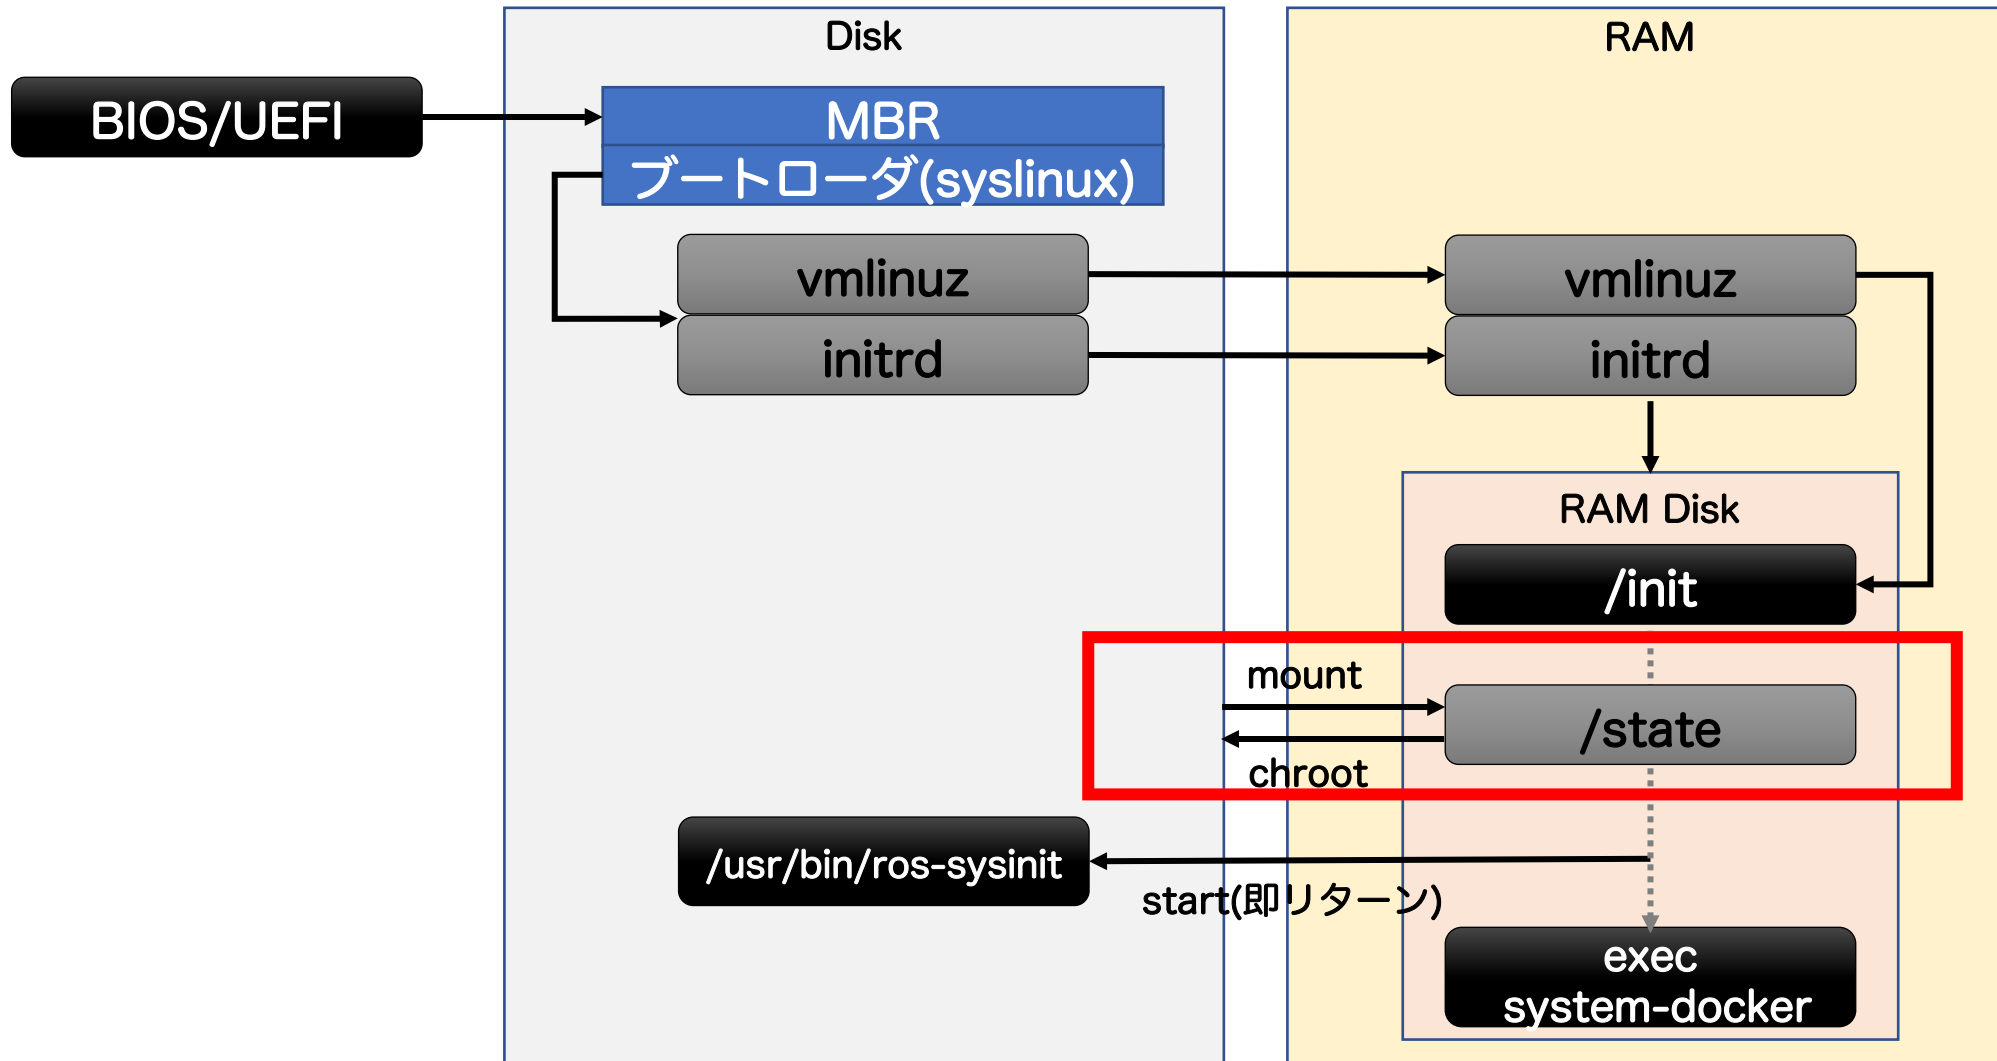 Disk
RAM
BIOS/UEFI
MBR
ブートローダ(syslinux)
vmlinuz
initrd
vmlinuz
initrd
RAM Disk
/init
mount
/state
chroot
/usr/bin/ros-sysinit
start(即リターン)
exec
system-docker